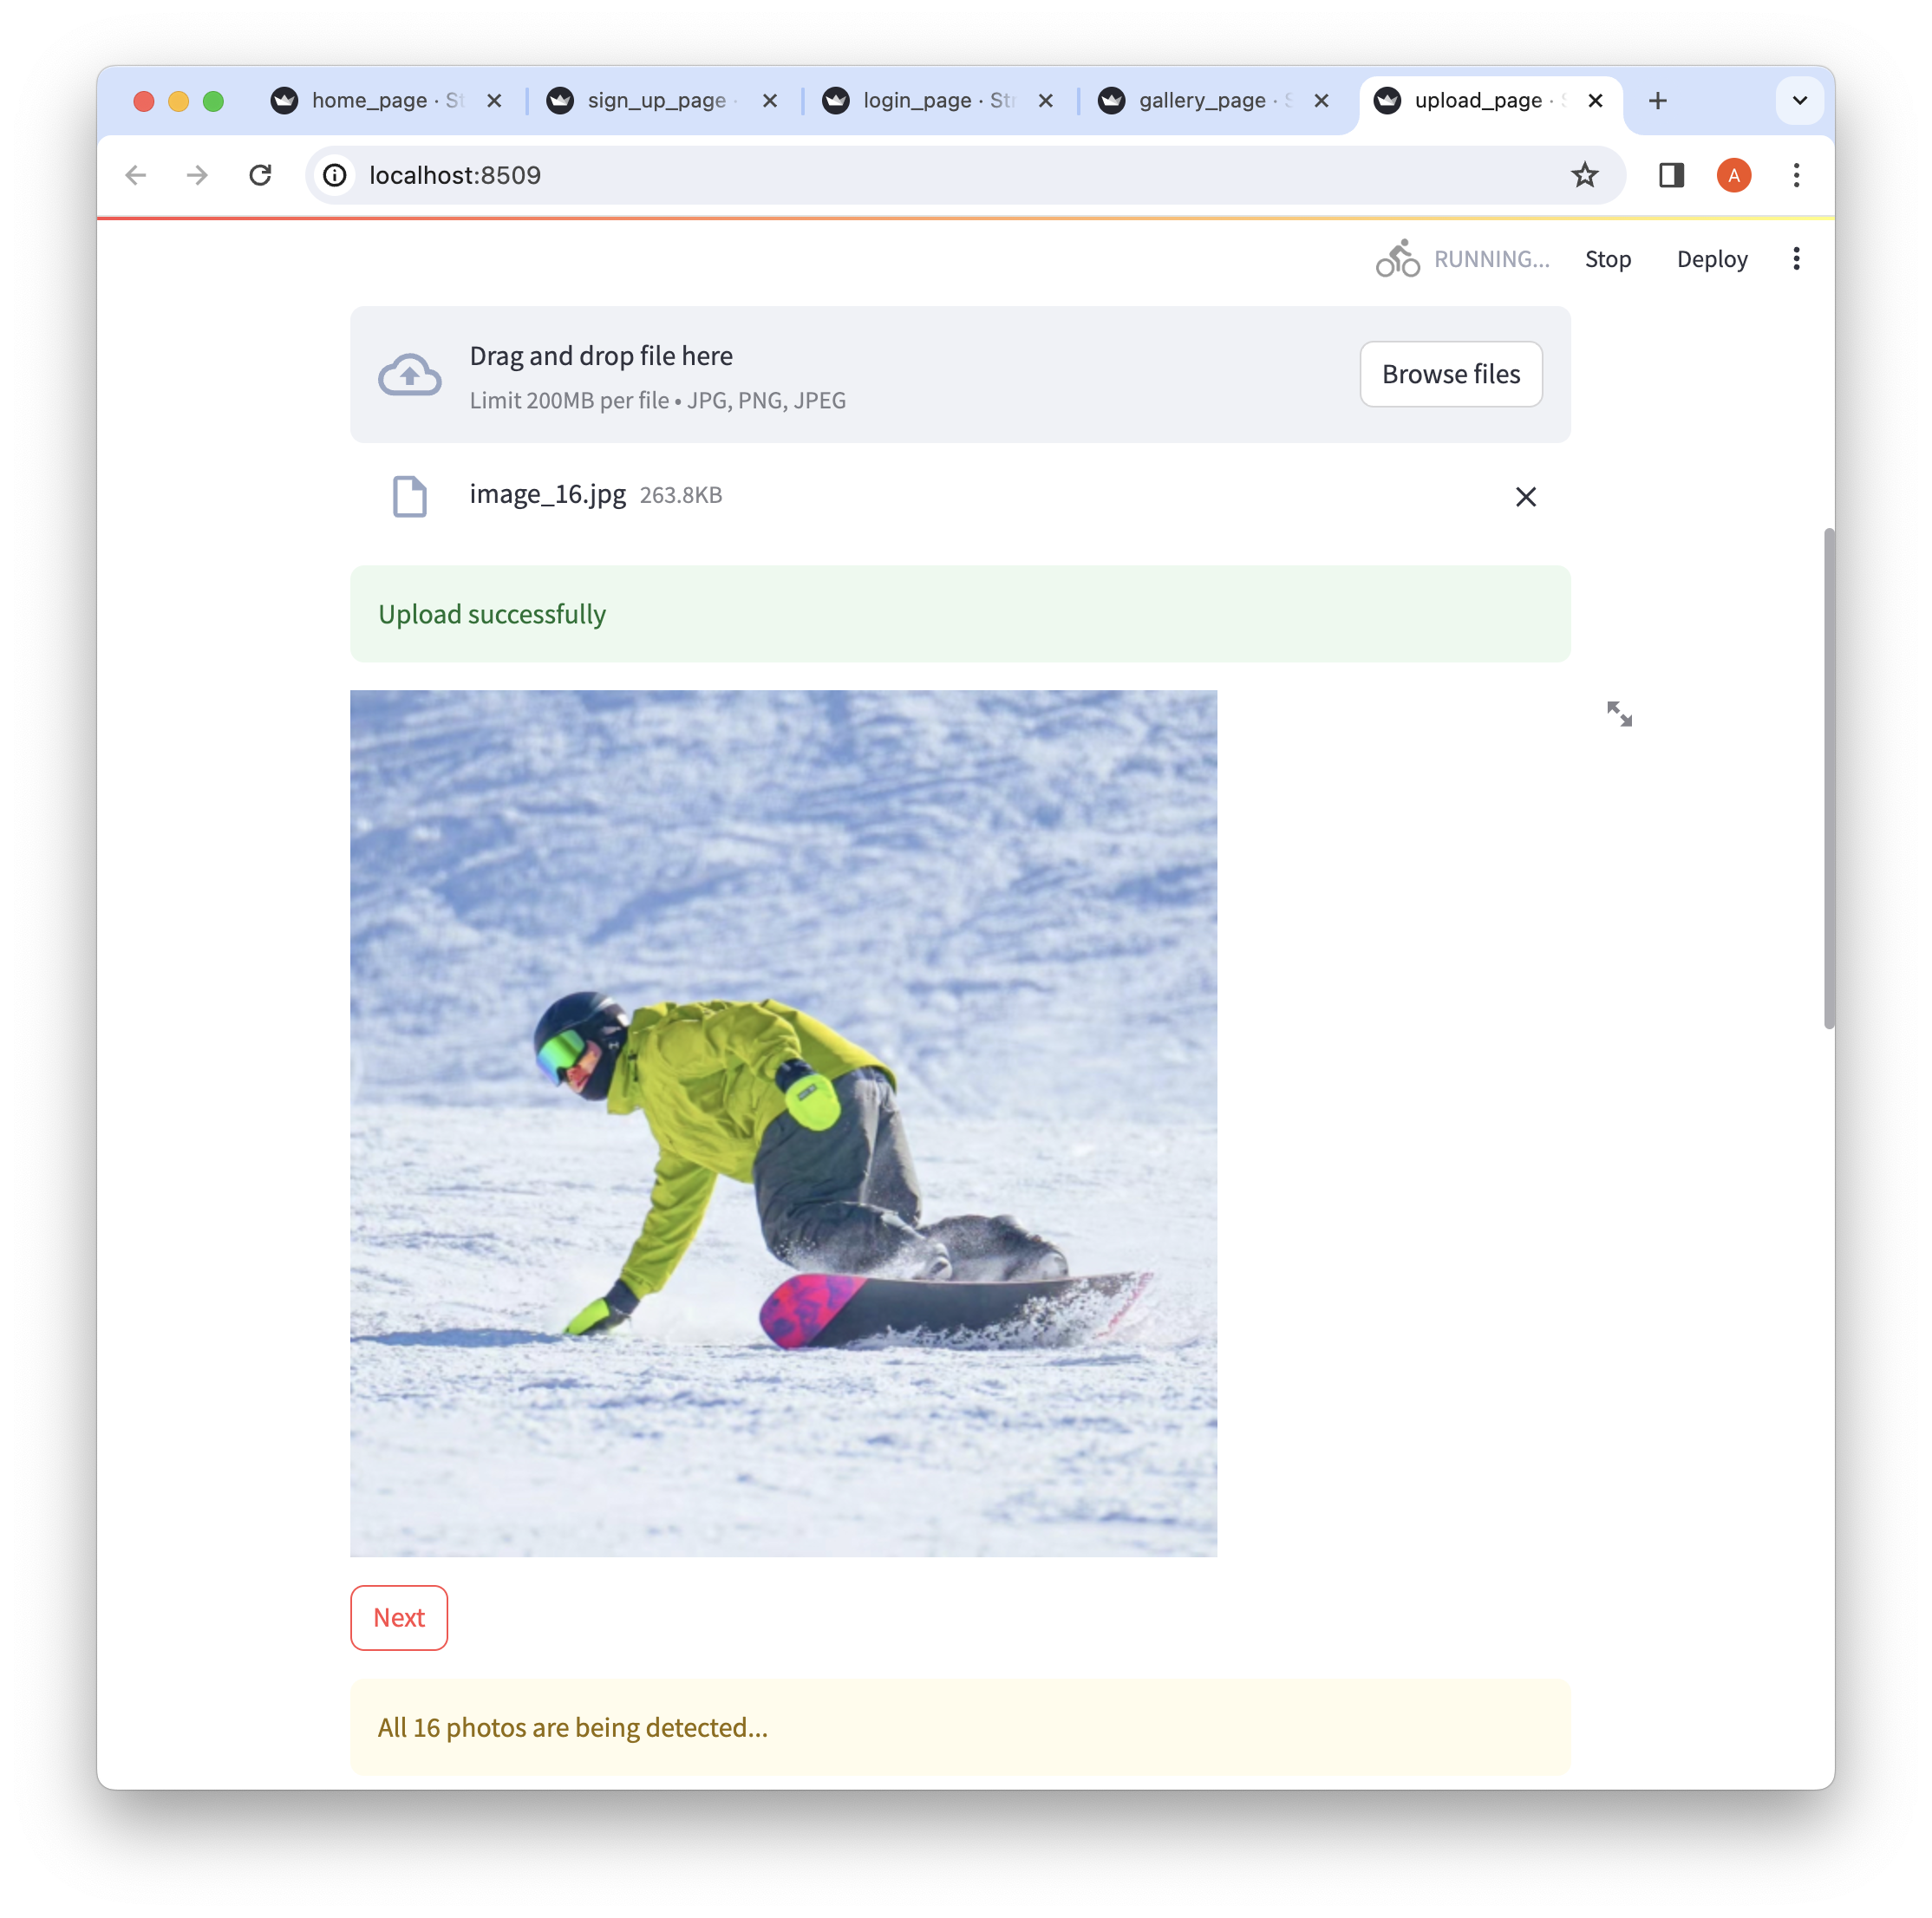 home_page · St
sign_up_page ·
login_page · Str
gallery_page · S
upload_page · S
localhost:8509
A
RUNNING...
Stop
Deploy
Drag and drop file here
Limit 200MB per file • JPG, PNG, JPEG
Browse files
image_16.jpg 263.8KB
Upload successfully
Next
All 16 photos are being detected...